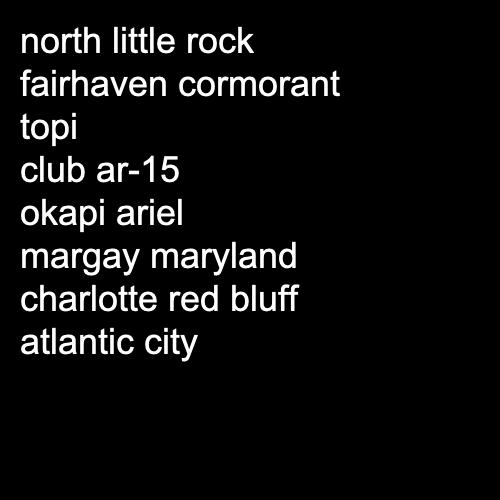 north little rock
fairhaven cormorant
topi
club ar-15
okapi ariel
margay maryland
charlotte red bluff
atlantic city